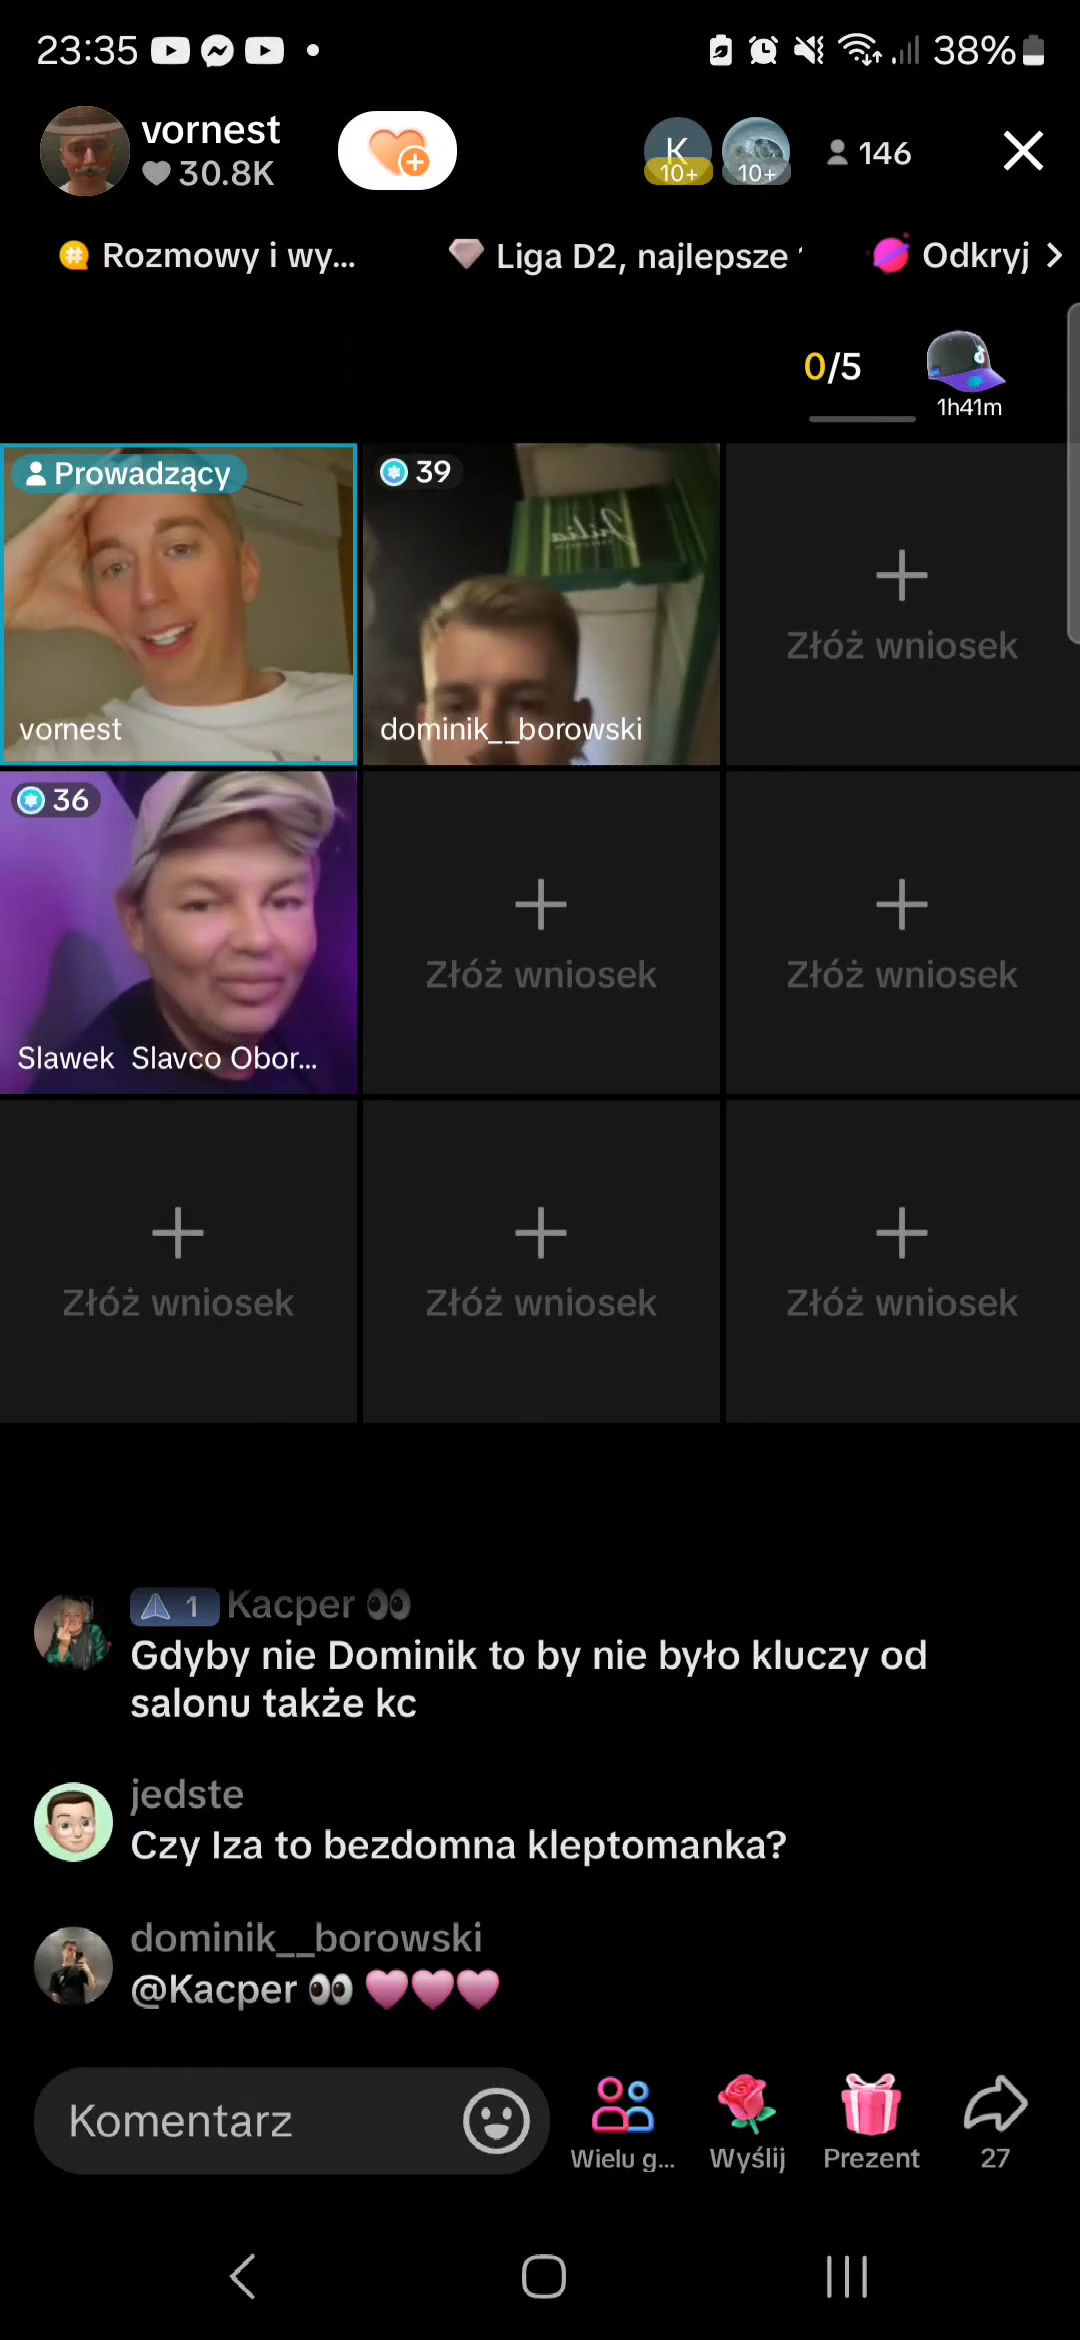 23:35
38%
vornest
30.8K
K
10+
10+
146
Rozmowy i wy...
Liga D2, najlepsze
Odkryj
0/5
1h41m
Prowadzący
39
Julia
vornest
dominik__borowski
Złóż wniosek
36
Slawek Slavco Obor...
Złóż wniosek
Złóż wniosek
Złóż wniosek
Złóż wniosek
Złóż wniosek
1 Kacper 👀
Gdyby nie Dominik to by nie było kluczy od
salonu także kc
jedste
Czy Iza to bezdomna kleptomanka?
dominik__borowski
@Kacper 👀 🩷🩷🩷
Komentarz
Wielu g...
Wyślij
Prezent
27